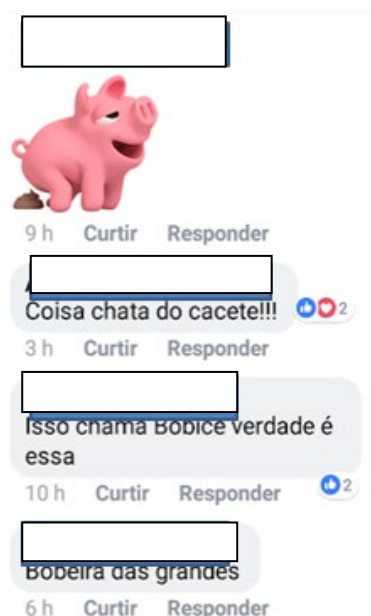 9 h Curtir Responder
Coisa chata do cacete!!! 2
3 h Curtir Responder
Isso chama Bobice verdade é
essa
2
10 h Curtir Responder
Bobeira das grandes
6 h Curtir Responder